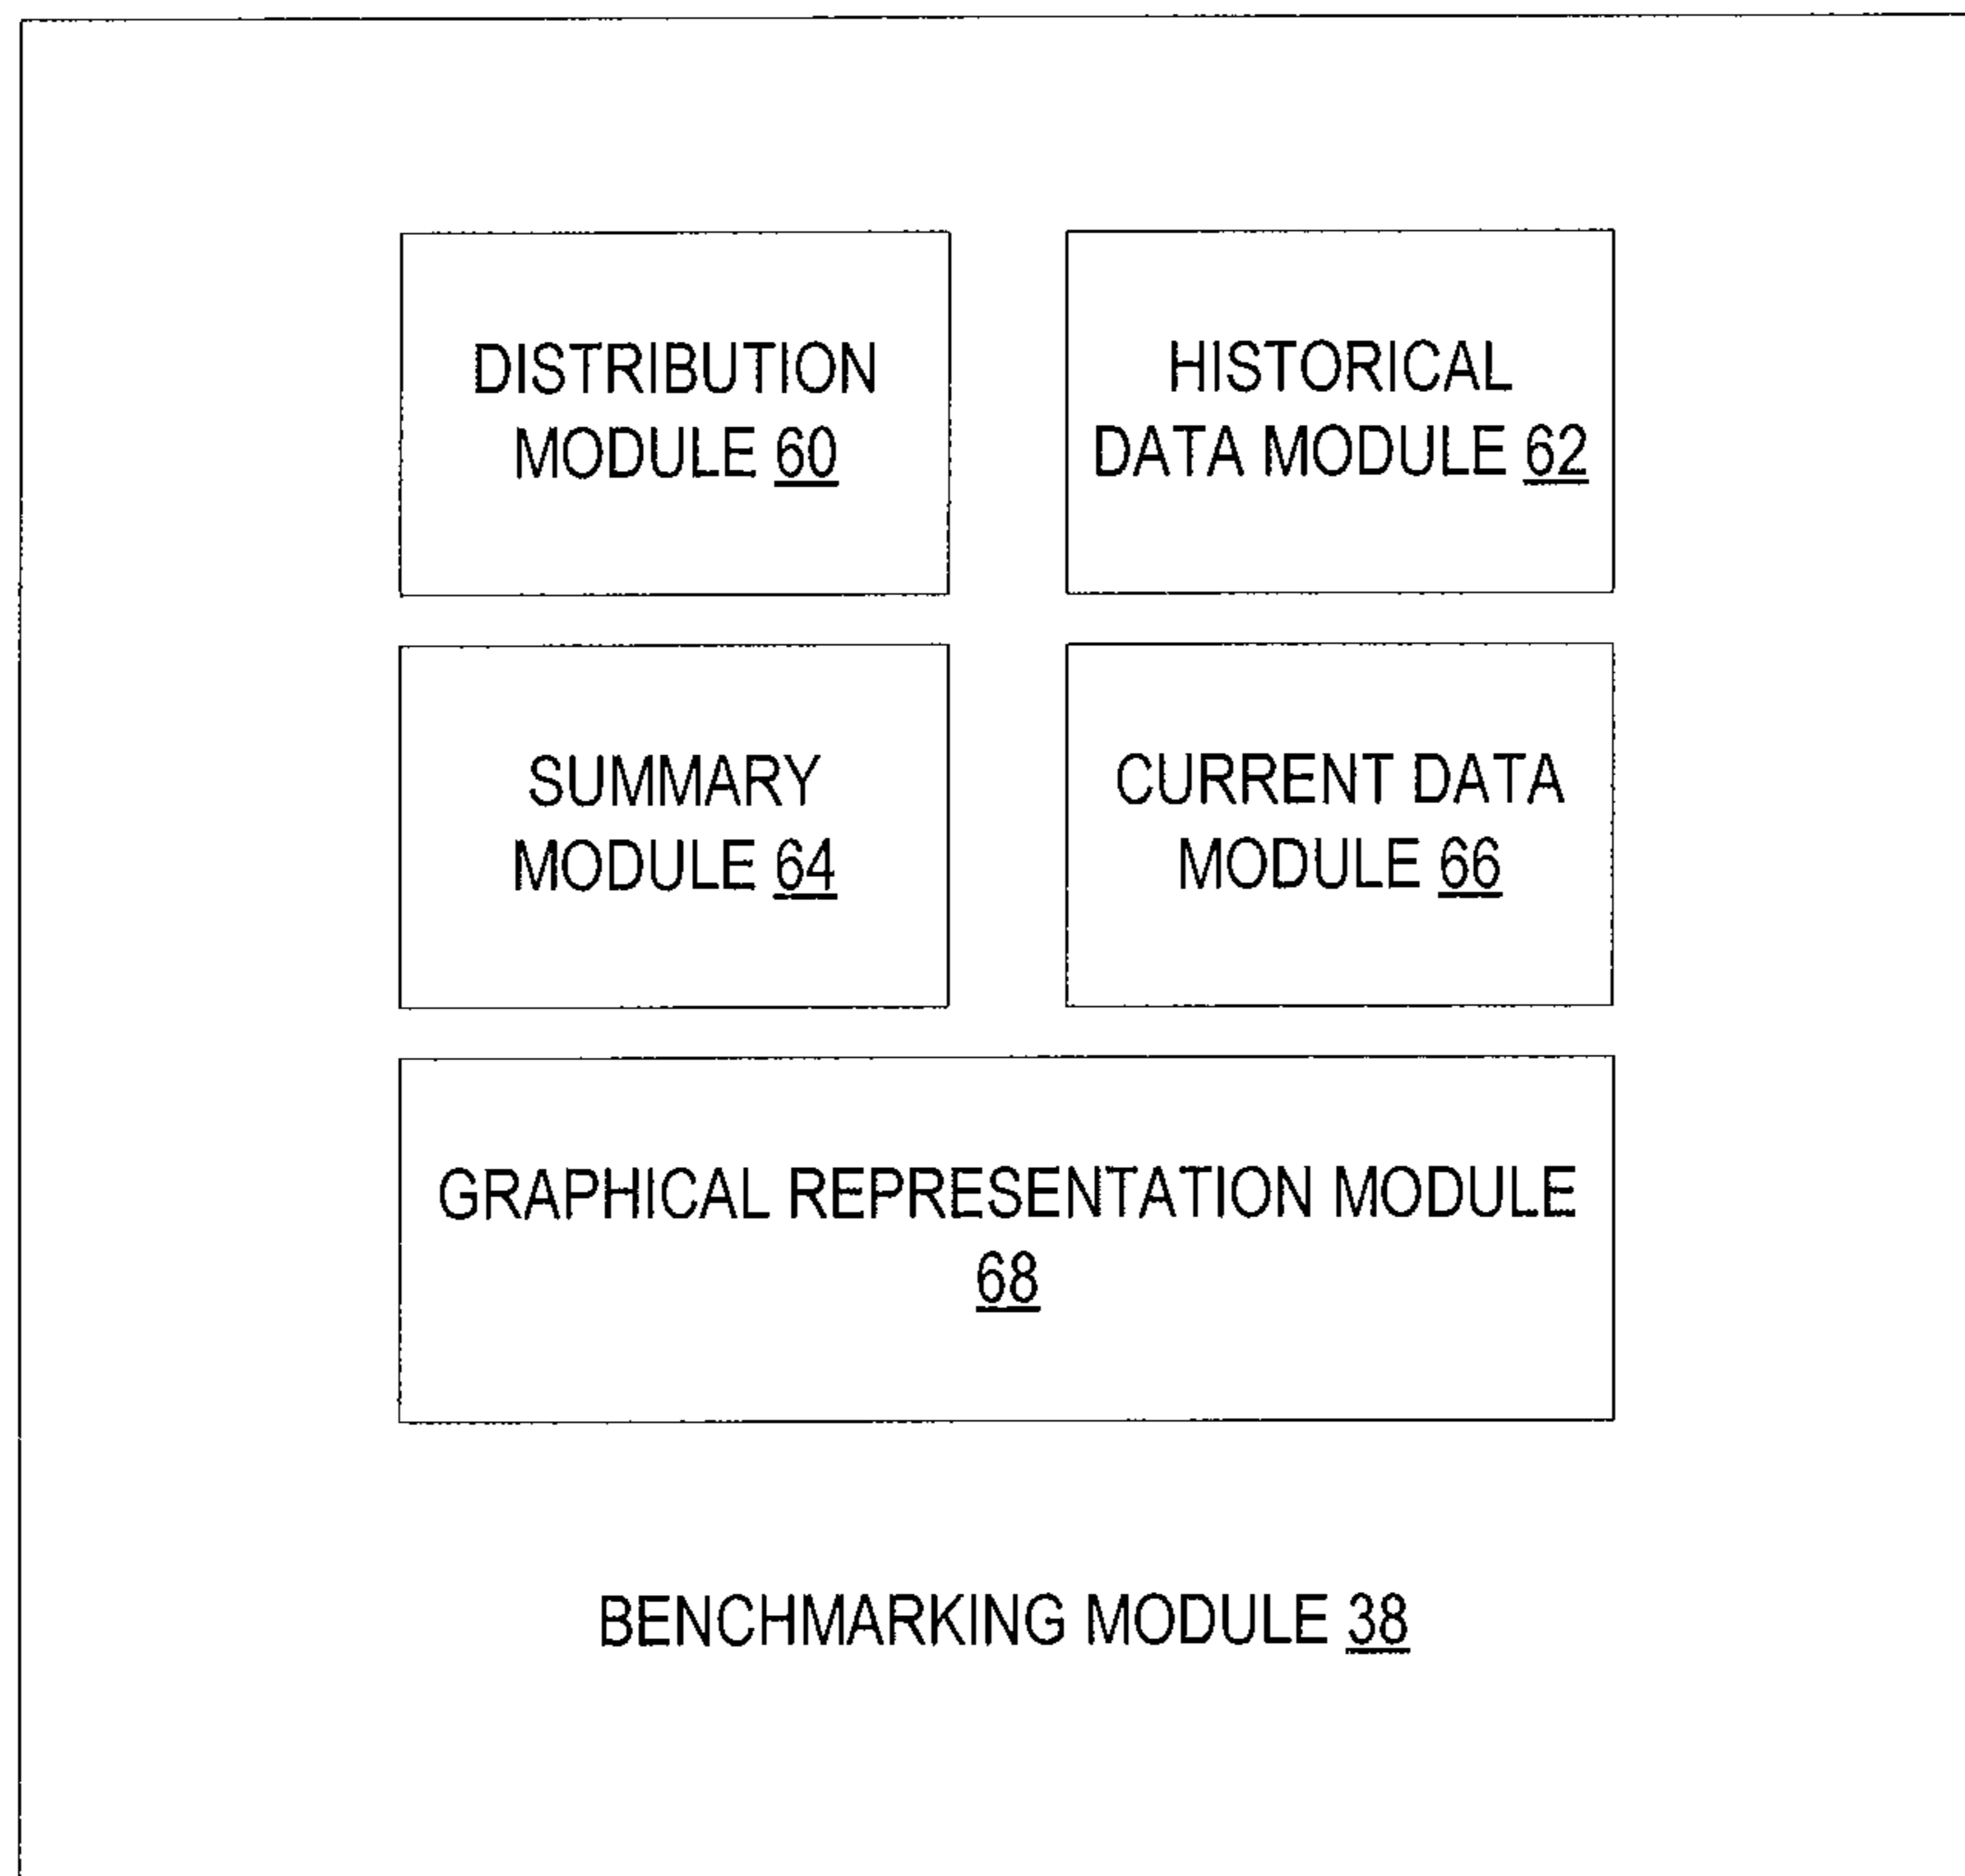 DISTRIBUTION
MODULE 60
HISTORICAL
DATA MODULE 62
SUMMARY
MODULE 64
CURRENT DATA
MODULE 66
GRAPHICAL REPRESENTATION MODULE
68
BENCHMARKING MODULE 38